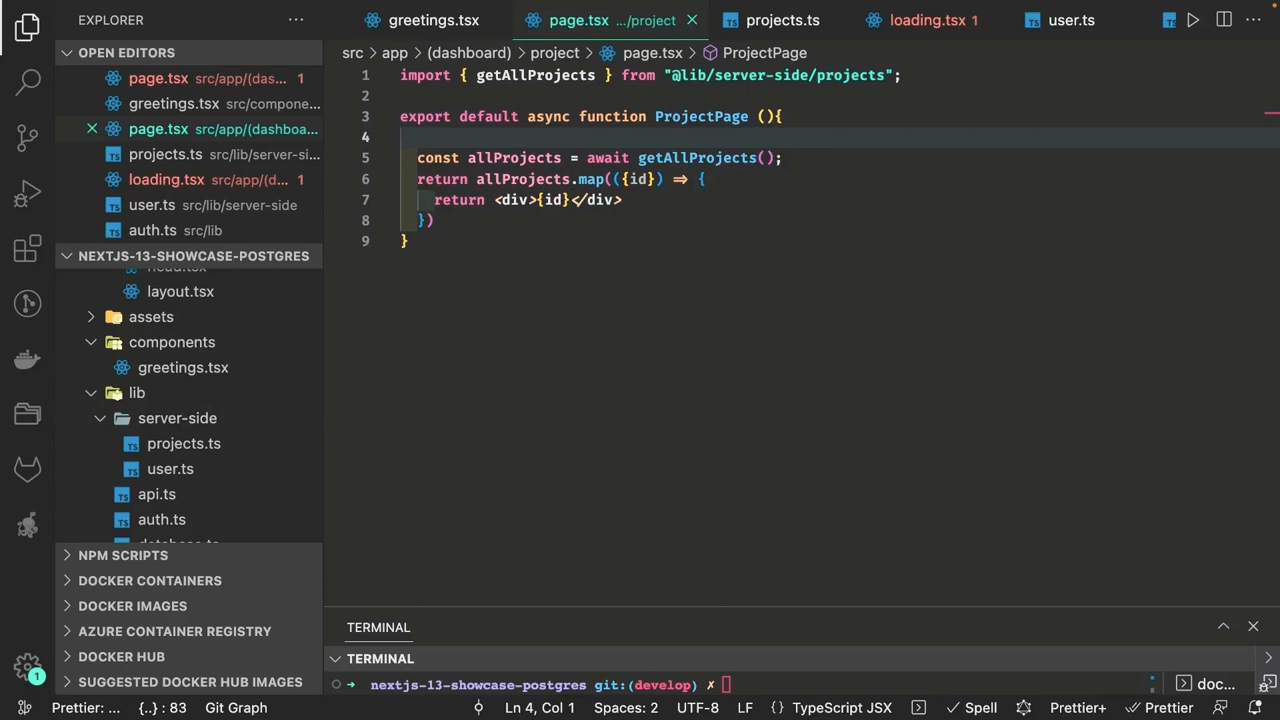 EXPLORER
OPEN EDITORS
page.tsx src/app/(das... 1
greetings.tsx src/compone...
page.tsx src/app/(dashboa...
projects.ts src/lib/server-si...
loading.tsx src/app/(d... 1
user.ts src/lib/server-side
auth.ts src/lib
NEXTJS-13-SHOWCASE-POSTGRES
head.tsx
layout.tsx
assets
components
greetings.tsx
lib
server-side
projects.ts
user.ts
api.ts
auth.ts
database.ts
NPM SCRIPTS
DOCKER CONTAINERS
DOCKER IMAGES
AZURE CONTAINER REGISTRY
DOCKER HUB
SUGGESTED DOCKER HUB IMAGES
greetings.tsx page.tsx .../project projects.ts loading.tsx 1 user.ts
src > app > (dashboard) > project > page.tsx > ProjectPage
1 import { getAllProjects } from "@lib/server-side/projects";
2
3 export default async function ProjectPage (){
4
5 const allProjects = await getAllProjects();
6 return allProjects.map(({id}) => {
7 return <div>{id}</div>
8 })
9 }
TERMINAL
TERMINAL
nextjs-13-showcase-postgres git:(develop) ✗
doc...
1
Prettier: ... {..} : 83 Git Graph Ln 4, Col 1 Spaces: 2 UTF-8 LF { } TypeScript JSX Spell Prettier+ Prettier